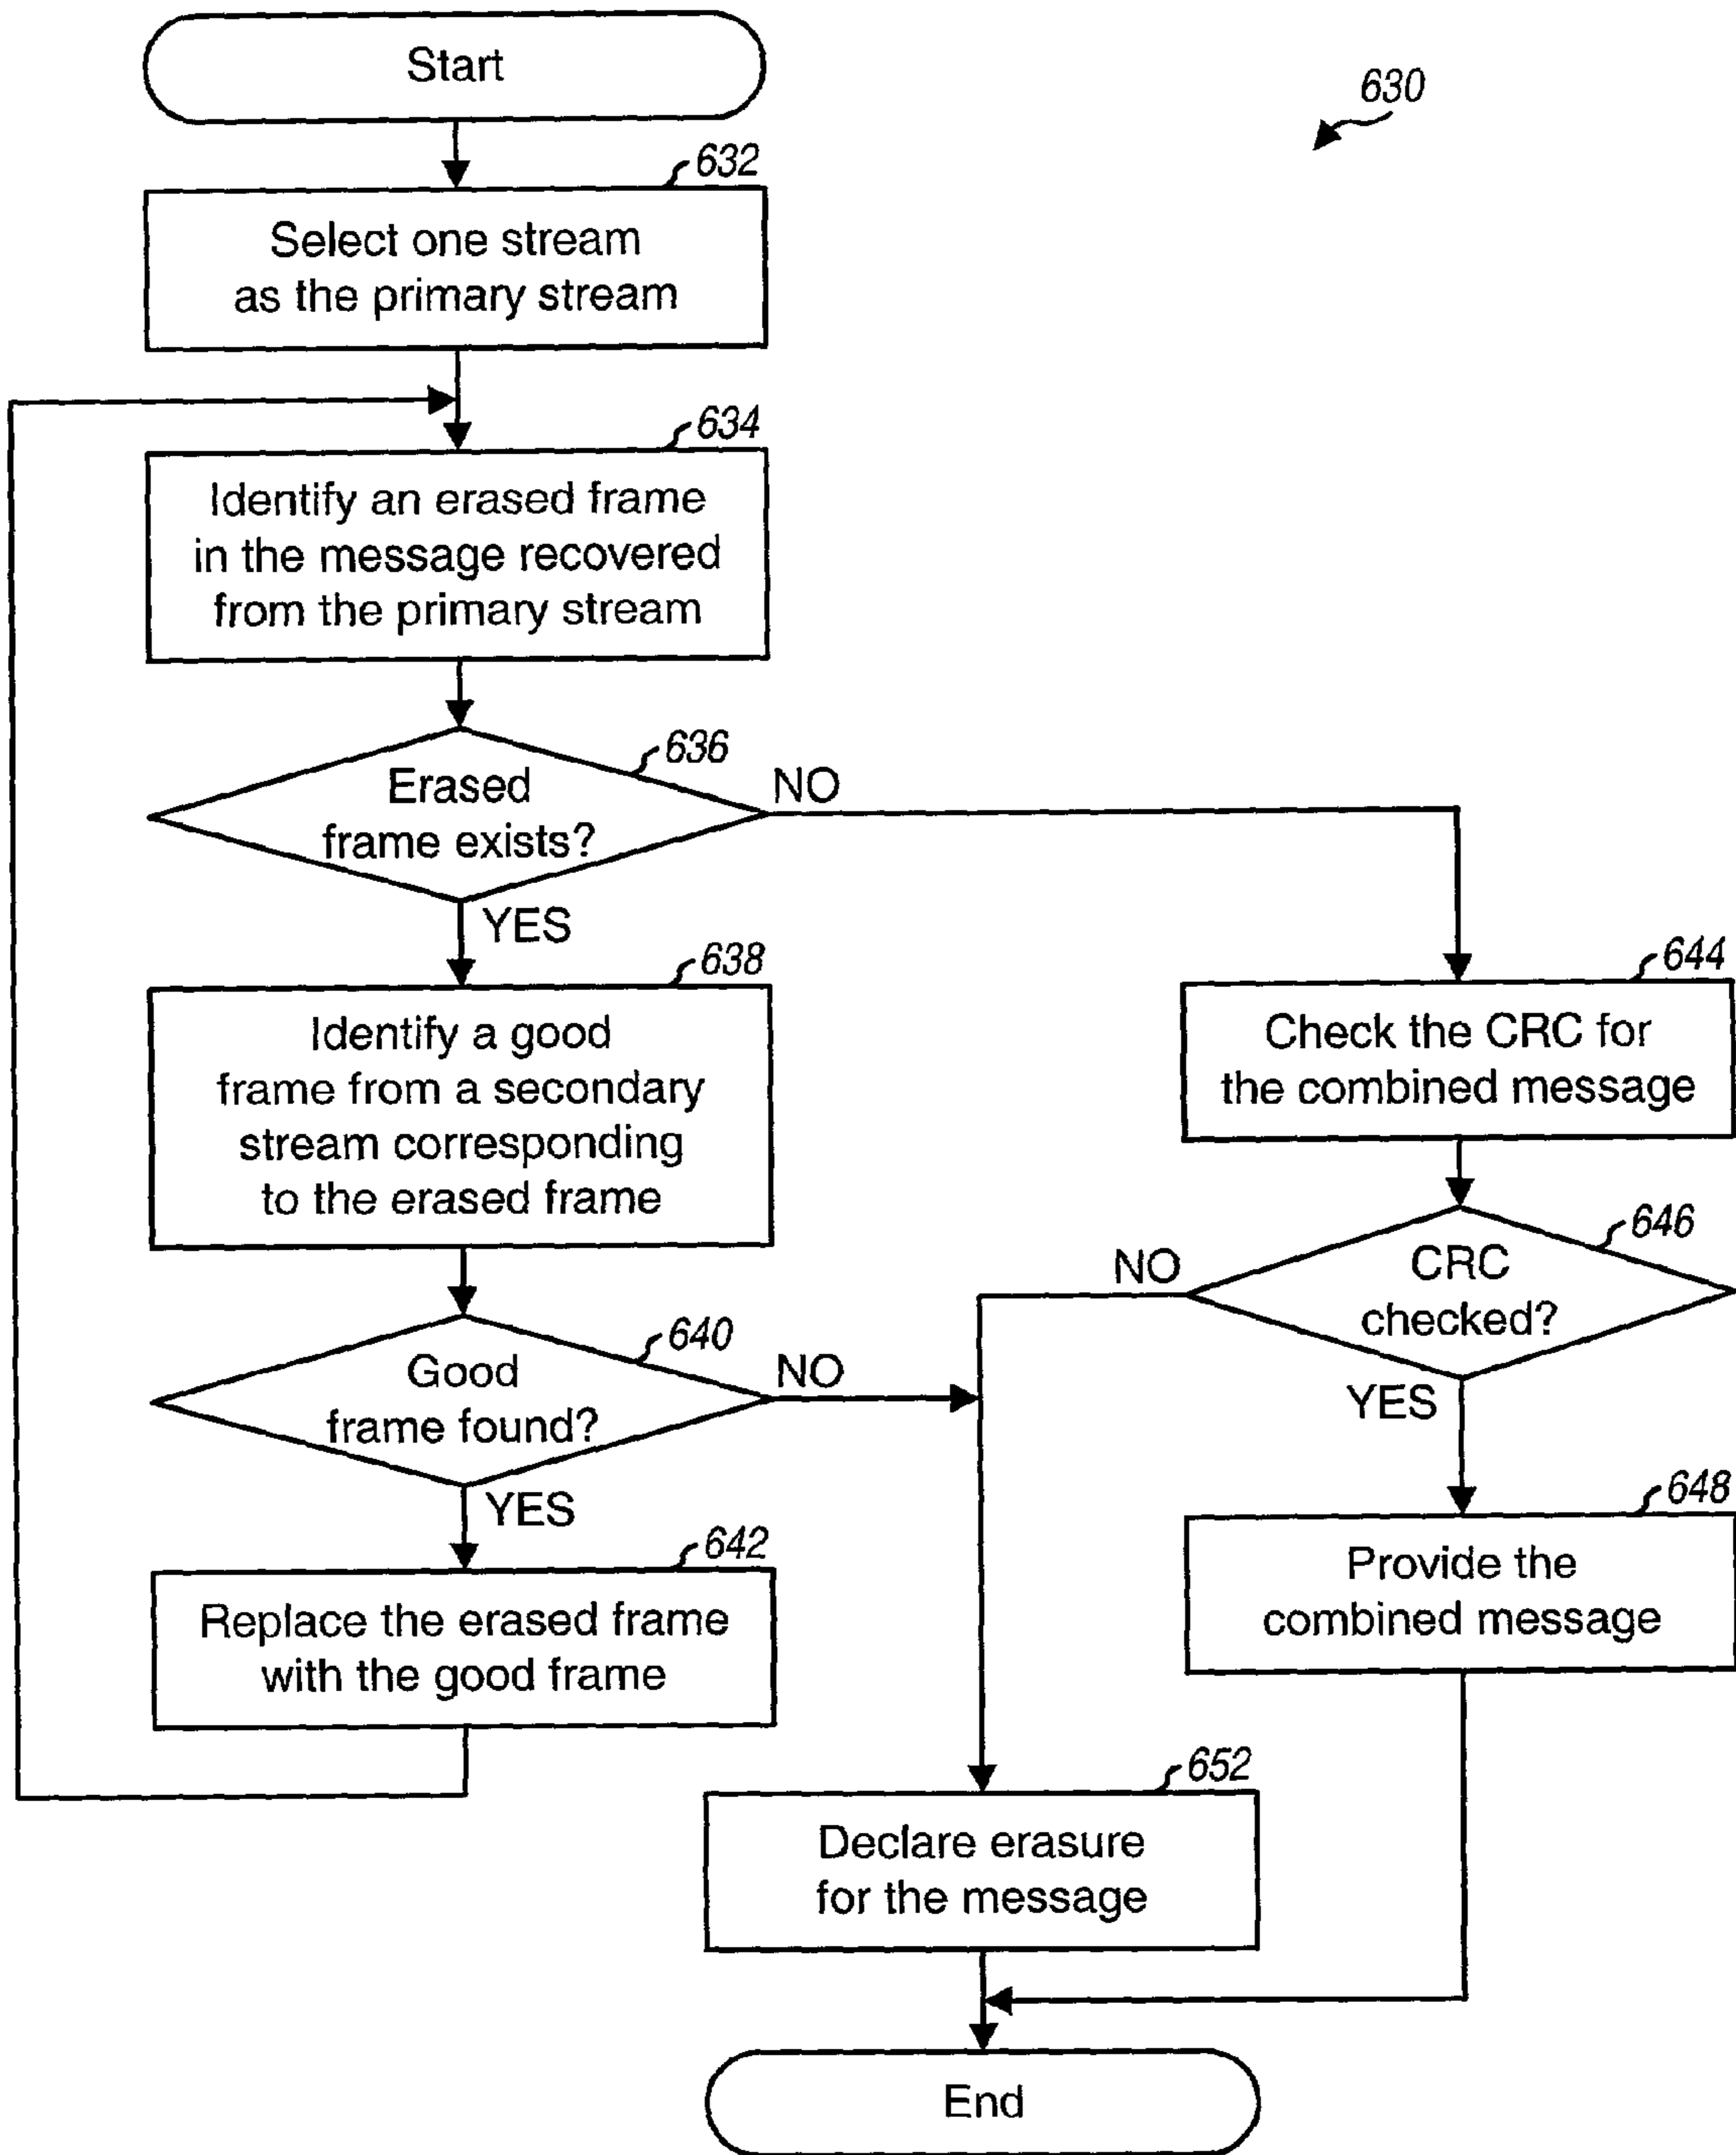 Start
630
632
Select one stream
as the primary stream
634
Identify an erased frame
in the message recovered
from the primary stream
636
Erased
frame exists?
NO
YES
638
Identify a good
frame from a secondary
stream corresponding
to the erased frame
644
Check the CRC for
the combined message
640
Good
frame found?
NO
YES
646
CRC
checked?
NO
YES
642
Replace the erased frame
with the good frame
648
Provide the
combined message
652
Declare erasure
for the message
End